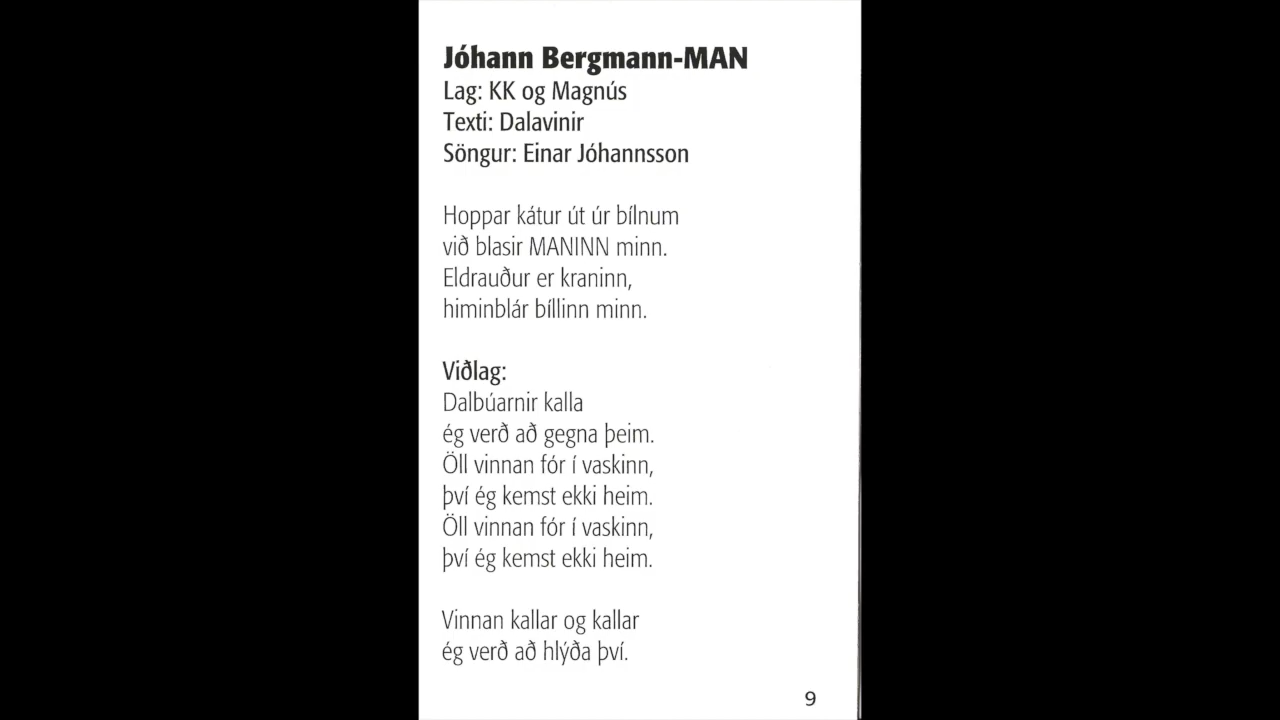 Jóhann Bergmann-MAN
Lag: KK og Magnús
Texti: Dalavinir
Söngur: Einar Jóhannsson
Hoppar kátur út úr bílnum
við blasir MANINN minn.
Eldrauður er kraninn,
himinblár bíllinn minn.
Viðlag:
Dalbúarnir kalla
ég verð að gegna þeim.
Öll vinnan fór í vaskinn,
því ég kemst ekki heim.
Öll vinnan fór í vaskinn,
því ég kemst ekki heim.
Vinnan kallar og kallar
ég verð að hlýða því.
9